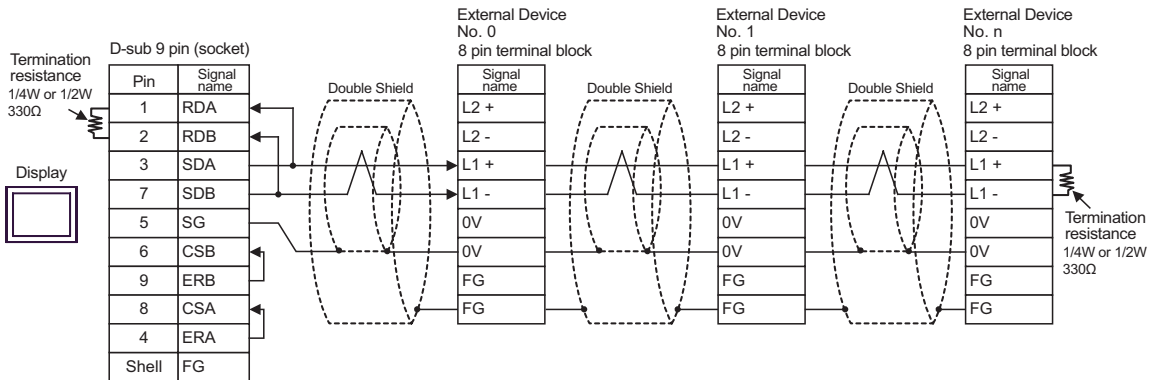 External Device
No. 0
8 pin terminal block
External Device
No. 1
8 pin terminal block
External Device
No. n
8 pin terminal block
D-sub 9 pin (socket)
Termination
resistance
1/4W or 1/2W
330Ω
Display
Pin Signal name
1 RDA
2 RDB
3 SDA
7 SDB
5 SG
6 CSB
9 ERB
8 CSA
4 ERA
Shell FG
Double Shield
Signal name
L2 +
L2 -
L1 +
L1 -
0V
0V
FG
FG
Double Shield
Signal name
L2 +
L2 -
L1 +
L1 -
0V
0V
FG
FG
Double Shield
Signal name
L2 +
L2 -
L1 +
L1 -
0V
0V
FG
FG
Termination
resistance
1/4W or 1/2W
330Ω